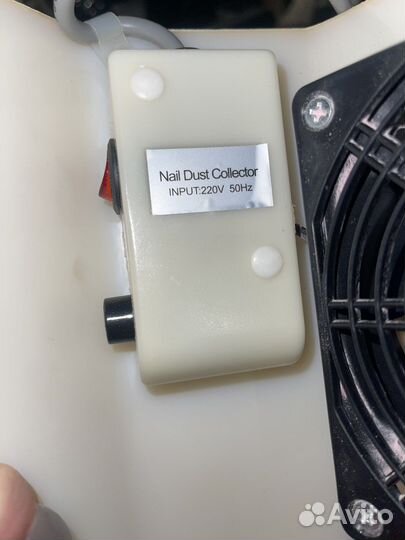 Nail Dust Collector
INPUT:220V 50Hz
Avito